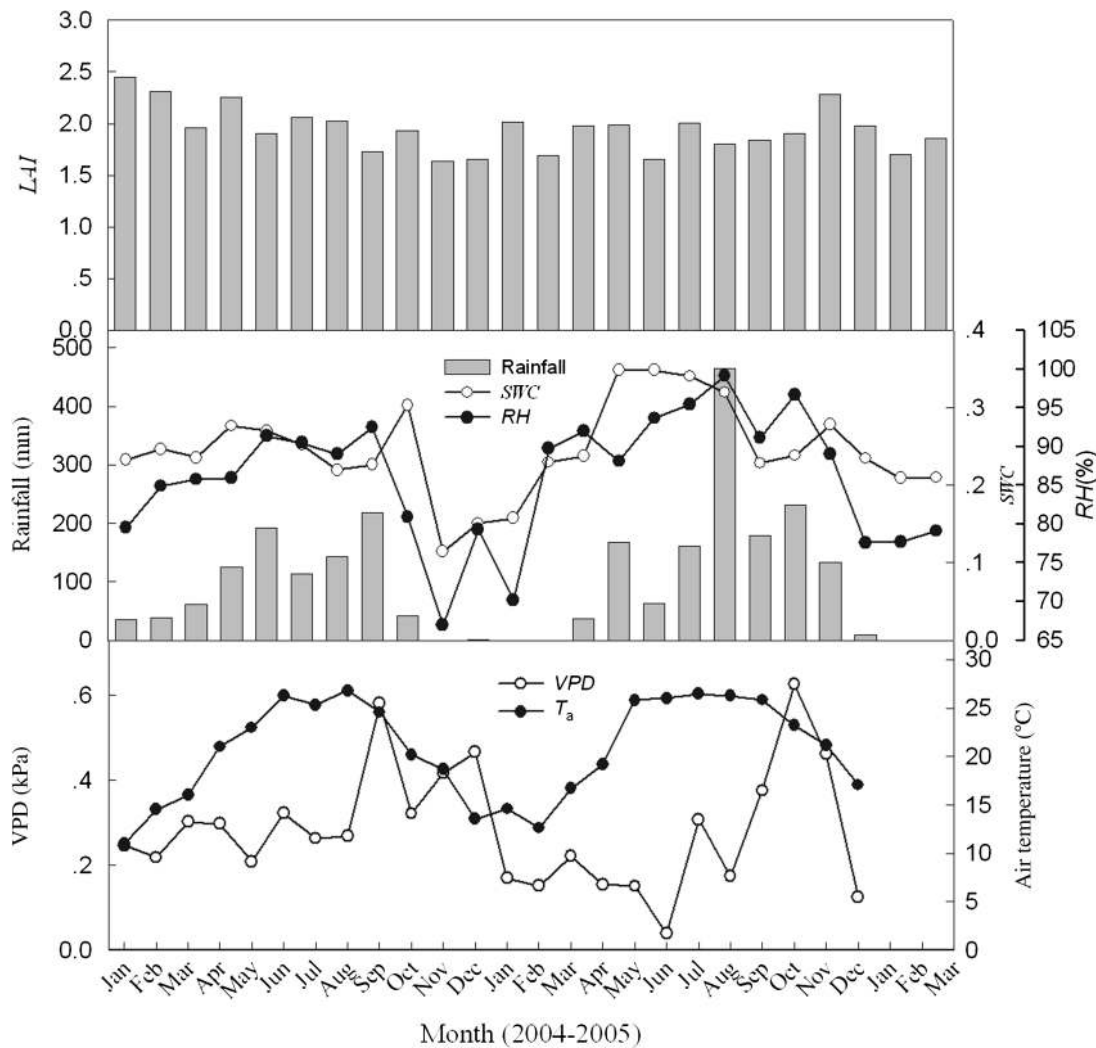 3.0
2.5
2.0
1.5
1.0
.5
0.0
LAI
500
400
300
200
100
0
Rainfall (mm)
Rainfall
SWC
RH
.4
.3
.2
.1
0.0
SWC
105
100
95
90
85
80
75
70
65
RH(%)
.6
.4
.2
0.0
VPD (kPa)
VPD
Ta
30
25
20
15
10
5
0
Air temperature (°C)
Jan Feb Mar Apr May Jun Jul Aug Sep Oct Nov Dec Jan Feb Mar Apr May Jun Jul Aug Sep Oct Nov Dec Jan Feb Mar
Month (2004-2005)